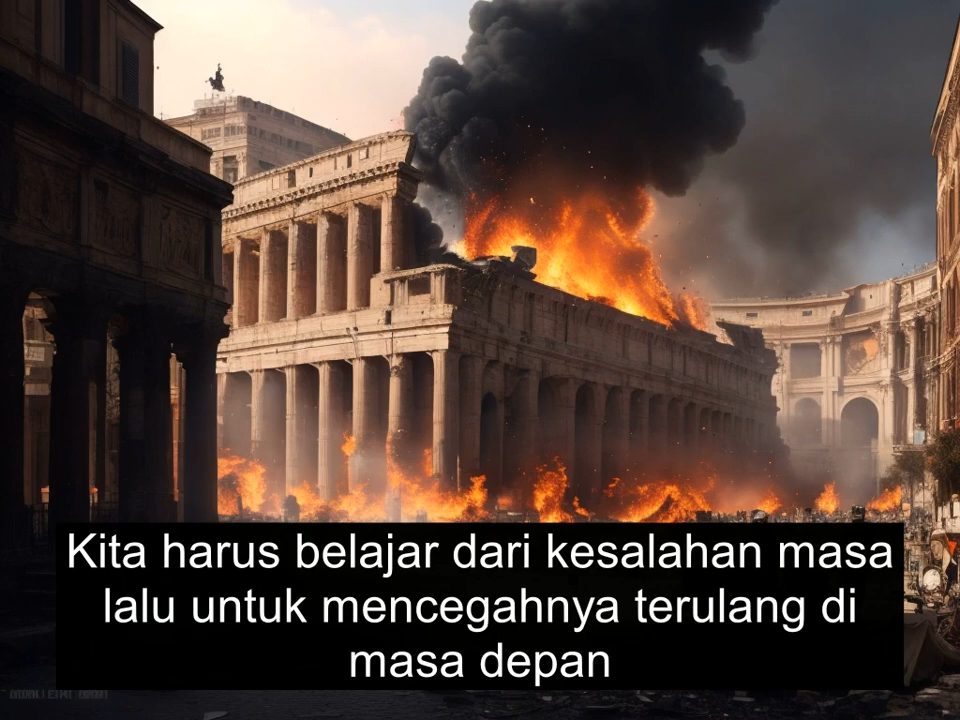 Kita harus belajar dari kesalahan masa
lalu untuk mencegahnya terulang di
masa depan